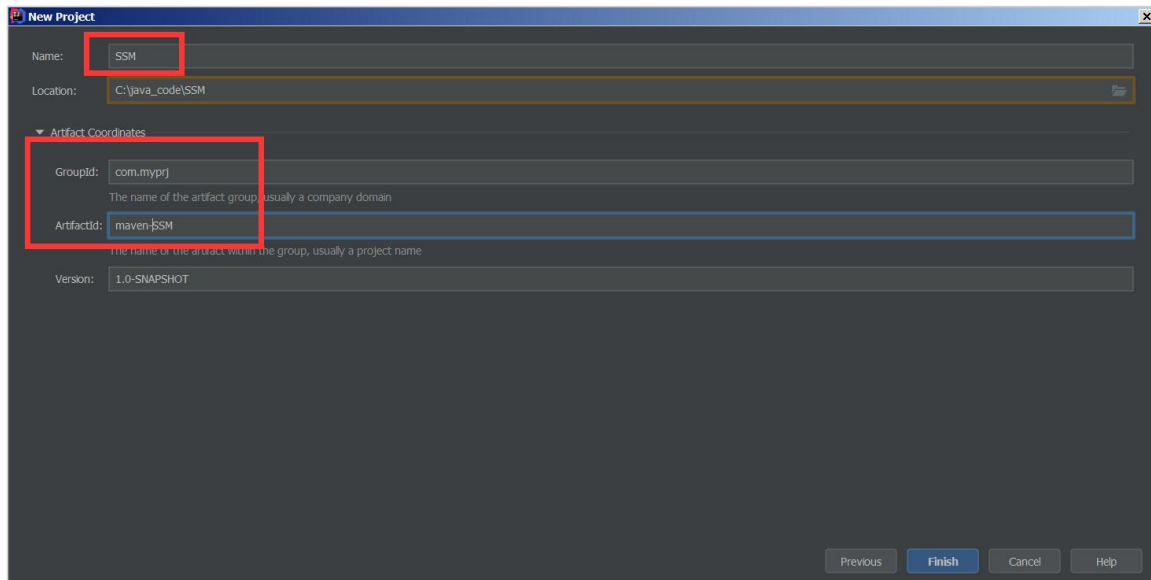 New Project
Name: SSM
Location: C:\java_code\SSM
Artifact Coordinates
GroupId: com.myprj
The name of the artifact group, usually a company domain
ArtifactId: maven-SSM
The name of the artifact within the group, usually a project name
Version: 1.0-SNAPSHOT
Previous Finish Cancel Help